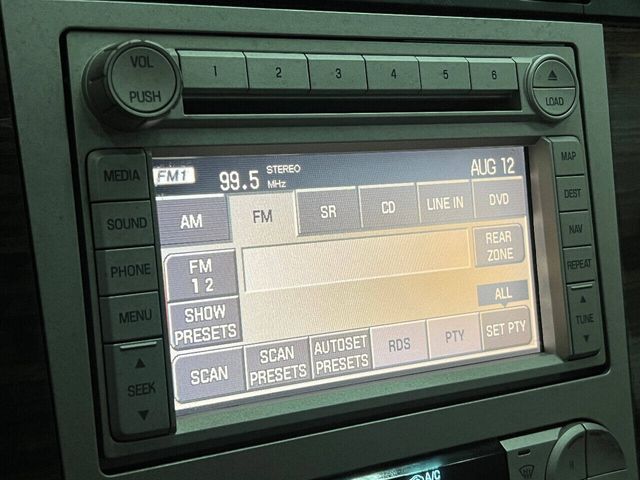 VOL
PUSH
1 2 3 4 5 6
LOAD
MEDIA
SOUND
PHONE
MENU
SEEK
FM1 99.5 STEREO MHz AUG 12
AM FM SR CD LINE IN DVD
FM
1 2
REAR
ZONE
SHOW
PRESETS
ALL
SCAN
SCAN
PRESETS
AUTOSET
PRESETS
RDS
PTY
SET PTY
MAP
DEST
NAV
REPEAT
TUNE
A/C